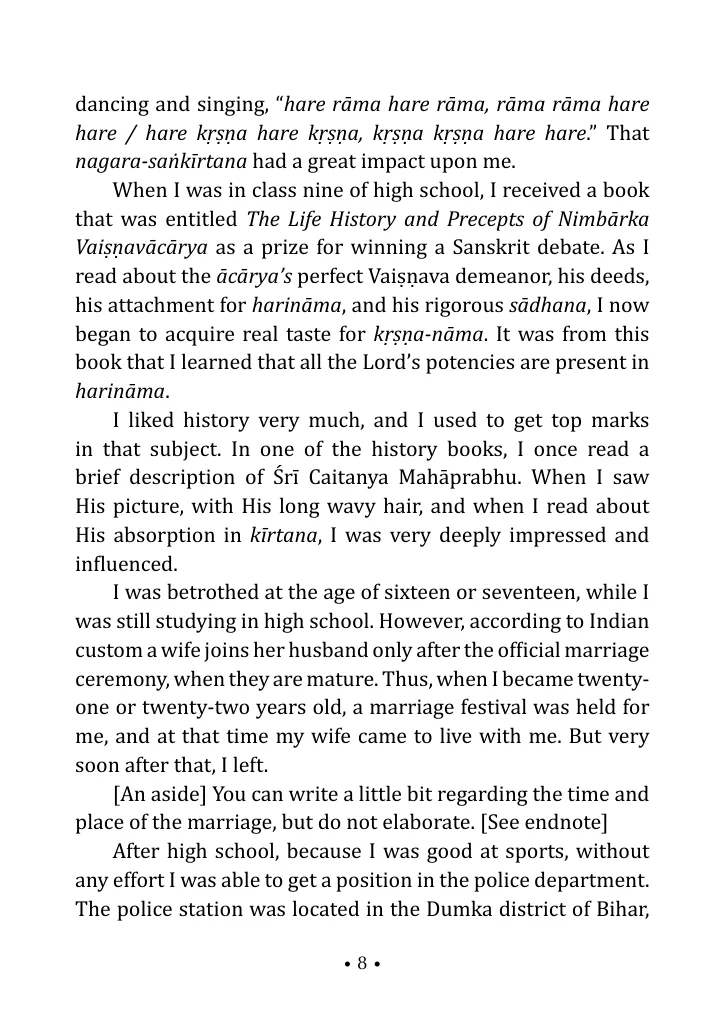 dancing and singing, “hare rāma hare rāma, rāma rāma hare
hare / hare kṛṣṇa hare kṛṣṇa, kṛṣṇa kṛṣṇa hare hare.” That
nagara-saṅkīrtana had a great impact upon me.
When I was in class nine of high school, I received a book
that was entitled The Life History and Precepts of Nimbārka
Vaiṣṇavācārya as a prize for winning a Sanskrit debate. As I
read about the ācārya’s perfect Vaiṣṇava demeanor, his deeds,
his attachment for harināma, and his rigorous sādhana, I now
began to acquire real taste for kṛṣṇa-nāma. It was from this
book that I learned that all the Lord’s potencies are present in
harināma.
I liked history very much, and I used to get top marks
in that subject. In one of the history books, I once read a
brief description of Śrī Caitanya Mahāprabhu. When I saw
His picture, with His long wavy hair, and when I read about
His absorption in kīrtana, I was very deeply impressed and
influenced.
I was betrothed at the age of sixteen or seventeen, while I
was still studying in high school. However, according to Indian
custom a wife joins her husband only after the official marriage
ceremony, when they are mature. Thus, when I became twenty-
one or twenty-two years old, a marriage festival was held for
me, and at that time my wife came to live with me. But very
soon after that, I left.
[An aside] You can write a little bit regarding the time and
place of the marriage, but do not elaborate. [See endnote]
After high school, because I was good at sports, without
any effort I was able to get a position in the police department.
The police station was located in the Dumka district of Bihar,
• 8 •